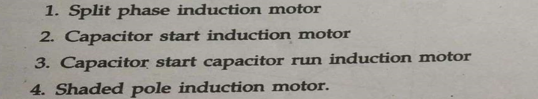 1. Split phase induction motor
2. Capacitor start induction motor
3. Capacitor start capacitor run induction motor
4. Shaded pole induction motor.